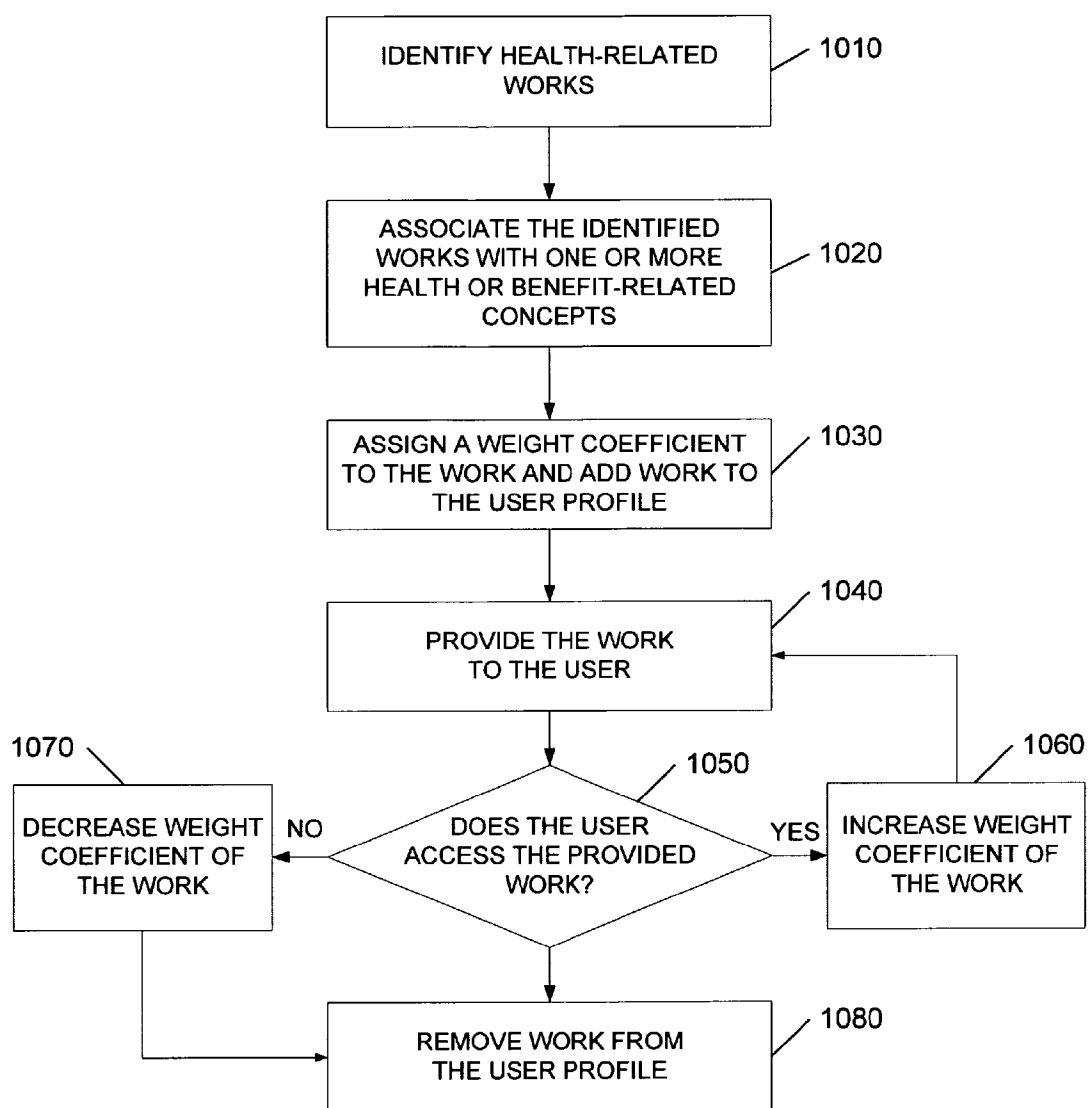 IDENTIFY HEALTH-RELATED
WORKS
1010
ASSOCIATE THE IDENTIFIED
WORKS WITH ONE OR MORE
HEALTH OR BENEFIT-RELATED
CONCEPTS
1020
ASSIGN A WEIGHT COEFFICIENT
TO THE WORK AND ADD WORK TO
THE USER PROFILE
1030
PROVIDE THE WORK
TO THE USER
1040
1070
DECREASE WEIGHT
COEFFICIENT OF
THE WORK
NO
DOES THE USER
ACCESS THE PROVIDED
WORK?
1050
YES
INCREASE WEIGHT
COEFFICIENT OF
THE WORK
1060
REMOVE WORK FROM
THE USER PROFILE
1080